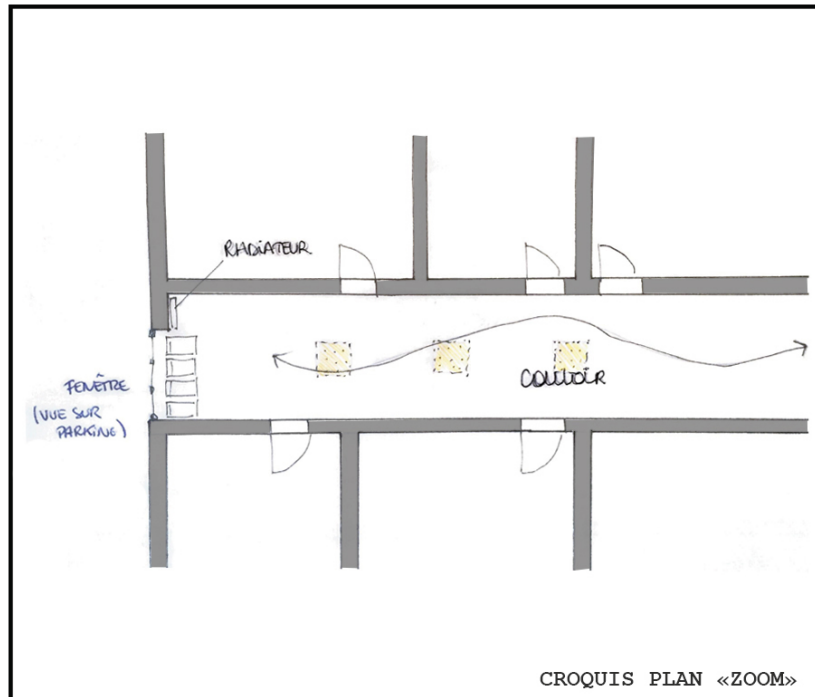 RADIATEUR
FENÊTRE
(VUE SUR
PARKING)
COULOIR
CROQUIS PLAN «ZOOM»